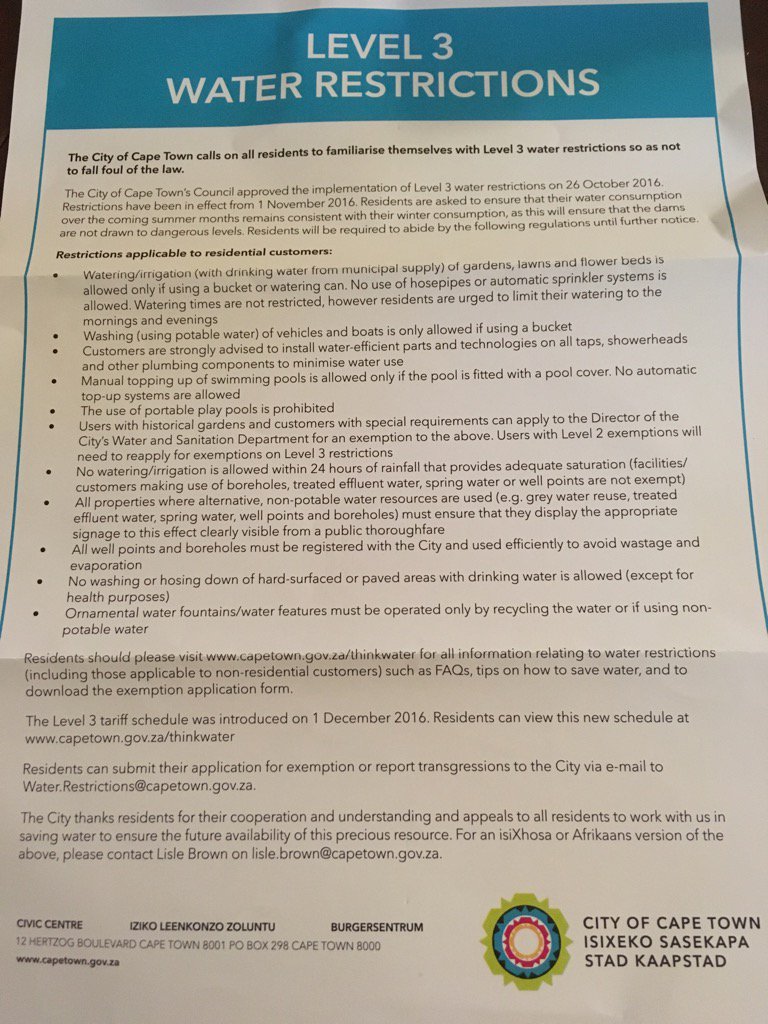 LEVEL 3
WATER RESTRICTIONS
The City of Cape Town calls on all residents to familiarise themselves with Level 3 water restrictions so as not
to fall foul of the law.
The City of Cape Town's Council approved the implementation of Level 3 water restrictions on 26 October 2016.
Restrictions have been in effect from 1 November 2016. Residents are asked to ensure that their water consumption
over the coming summer months remains consistent with their winter consumption, as this will ensure that the dams
are not drawn to dangerous levels. Residents will be required to abide by the following regulations until further notice.
Restrictions applicable to residential customers:
• Watering/irrigation (with drinking water from municipal supply) of gardens, lawns and flower beds is
allowed only if using a bucket or watering can. No use of hosepipes or automatic sprinkler systems is
allowed. Watering times are not restricted, however residents are urged to limit their watering to the
mornings and evenings
• Washing (using potable water) of vehicles and boats is only allowed if using a bucket
• Customers are strongly advised to install water-efficient parts and technologies on all taps, showerheads
and other plumbing components to minimise water use
• Manual topping up of swimming pools is allowed only if the pool is fitted with a pool cover. No automatic
top-up systems are allowed
• The use of portable play pools is prohibited
• Users with historical gardens and customers with special requirements can apply to the Director of the
City's Water and Sanitation Department for an exemption to the above. Users with Level 2 exemptions will
need to reapply for exemptions on Level 3 restrictions
• No watering/irrigation is allowed within 24 hours of rainfall that provides adequate saturation (facilities/
customers making use of boreholes, treated effluent water, spring water or well points are not exempt)
• All properties where alternative, non-potable water resources are used (e.g. grey water reuse, treated
effluent water, spring water, well points and boreholes) must ensure that they display the appropriate
signage to this effect clearly visible from a public thoroughfare
• All well points and boreholes must be registered with the City and used efficiently to avoid wastage and
evaporation
• No washing or hosing down of hard-surfaced or paved areas with drinking water is allowed (except for
health purposes)
• Ornamental water fountains/water features must be operated only by recycling the water or if using non-
potable water
Residents should please visit www.capetown.gov.za/thinkwater for all information relating to water restrictions
(including those applicable to non-residential customers) such as FAQs, tips on how to save water, and to
download the exemption application form.
The Level 3 tariff schedule was introduced on 1 December 2016. Residents can view this new schedule at
www.capetown.gov.za/thinkwater
Residents can submit their application for exemption or report transgressions to the City via e-mail to
Water.Restrictions@capetown.gov.za.
The City thanks residents for their cooperation and understanding and appeals to all residents to work with us in
saving water to ensure the future availability of this precious resource. For an isiXhosa or Afrikaans version of the
above, please contact Lisle Brown on lisle.brown@capetown.gov.za.
CIVIC CENTRE IZIKO LEENKONZO ZOLUNTU BURGERSENTRUM
12 HERTZOG BOULEVARD CAPE TOWN 8001 PO BOX 298 CAPE TOWN 8000
www.capetown.gov.za
CITY OF CAPE TOWN
ISIXEKO SASEKAPA
STAD KAAPSTAD